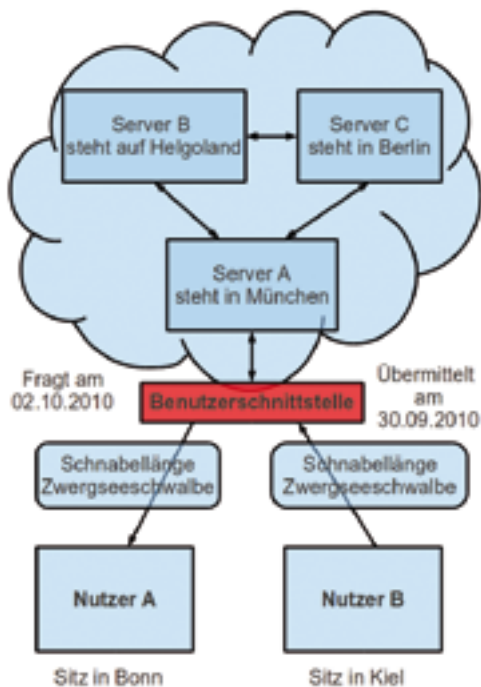 Server B
steht auf Helgoland
Server C
steht in Berlin
Server A
steht in München
Fragt am
02.10.2010
Benutzerschnittstelle
Übermittelt
am
30.09.2010
Schnabellänge
Zwergseeschwalbe
Schnabellänge
Zwergseeschwalbe
Nutzer A
Nutzer B
Sitz in Bonn
Sitz in Kiel